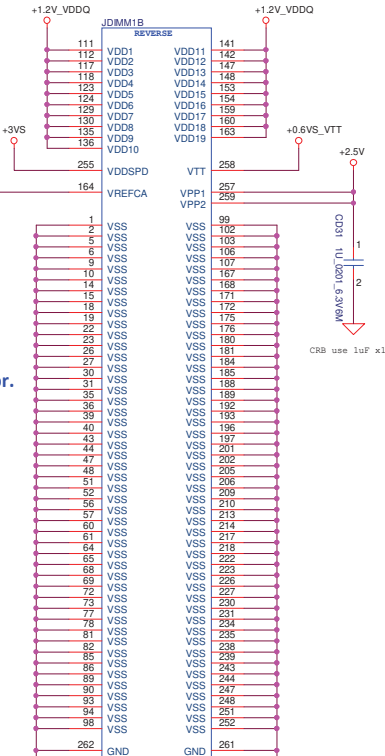 +1.2V_VDDQ +1.2V_VDDQ
JDIMM1B
REVERSE
111 VDD1 VDD11 141
112 VDD2 VDD12 142
117 VDD3 VDD13 147
118 VDD4 VDD14 148
123 VDD5 VDD15 153
124 VDD6 VDD16 154
129 VDD7 VDD17 159
130 VDD8 VDD18 160
135 VDD9 VDD19 163
136 VDD10
+3VS +0.6VS_VTT
255 VDDSPD VTT 258
+2.5V
164 VREFCA VPP1 257
VPP2 259
1 VSS VSS 99
2 VSS VSS 102
5 VSS VSS 103
6 VSS VSS 106
9 VSS VSS 107
10 VSS VSS 167
14 VSS VSS 168
15 VSS VSS 171
18 VSS VSS 172
19 VSS VSS 175
22 VSS VSS 176
23 VSS VSS 180
26 VSS VSS 181
27 VSS VSS 184
30 VSS VSS 185
31 VSS VSS 188
35 VSS VSS 189
36 VSS VSS 192
39 VSS VSS 193
40 VSS VSS 196
43 VSS VSS 197
44 VSS VSS 201
47 VSS VSS 202
48 VSS VSS 205
51 VSS VSS 206
52 VSS VSS 209
56 VSS VSS 210
57 VSS VSS 213
60 VSS VSS 214
61 VSS VSS 217
64 VSS VSS 218
65 VSS VSS 222
68 VSS VSS 223
69 VSS VSS 226
72 VSS VSS 227
73 VSS VSS 230
77 VSS VSS 231
78 VSS VSS 234
81 VSS VSS 235
82 VSS VSS 238
85 VSS VSS 239
86 VSS VSS 243
89 VSS VSS 244
90 VSS VSS 247
93 VSS VSS 248
94 VSS VSS 251
98 VSS VSS 252
262 GND GND 261
CD31
1U_0201_6.3V6M
1
2
CRB use 1uF x1
or.